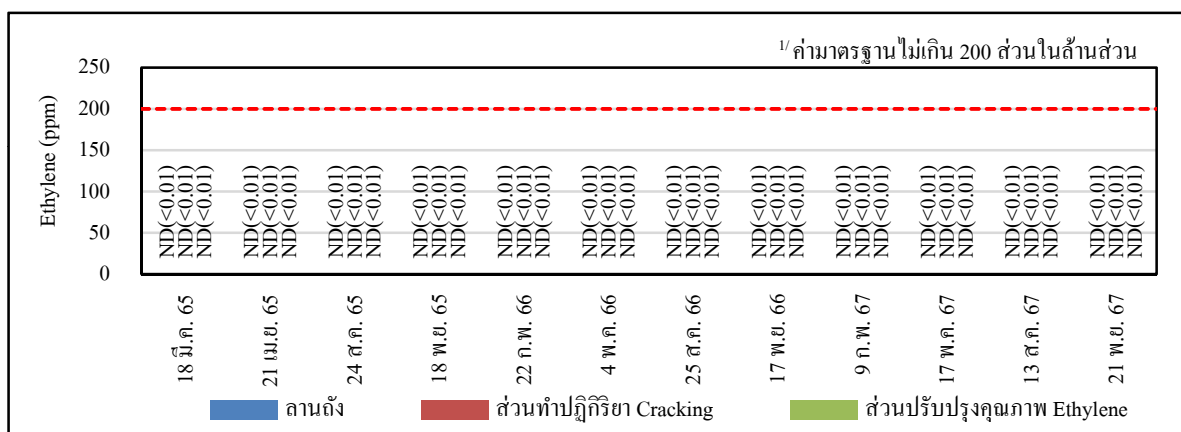 1/ ค่ามาตรฐานไม่เกิน 200 ส่วนในล้านส่วน
Ethylene (ppm)
250
200
150
100
50
0
ND(<0.01) ND(<0.01) ND(<0.01)
ND(<0.01) ND(<0.01) ND(<0.01)
ND(<0.01) ND(<0.01) ND(<0.01)
ND(<0.01) ND(<0.01) ND(<0.01)
ND(<0.01) ND(<0.01) ND(<0.01)
ND(<0.01) ND(<0.01) ND(<0.01)
ND(<0.01) ND(<0.01) ND(<0.01)
ND(<0.01) ND(<0.01) ND(<0.01)
ND(<0.01) ND(<0.01) ND(<0.01)
ND(<0.01) ND(<0.01) ND(<0.01)
ND(<0.01) ND(<0.01) ND(<0.01)
ND(<0.01) ND(<0.01) ND(<0.01)
18 มี.ค. 65
21 เม.ย. 65
24 ส.ค. 65
18 พ.ย. 65
22 ก.พ. 66
4 พ.ค. 66
25 ส.ค. 66
17 พ.ย. 66
9 ก.พ. 67
17 พ.ค. 67
13 ส.ค. 67
21 พ.ย. 67
ลานถัง
ส่วนทำปฏิกิริยา Cracking
ส่วนปรับปรุงคุณภาพ Ethylene